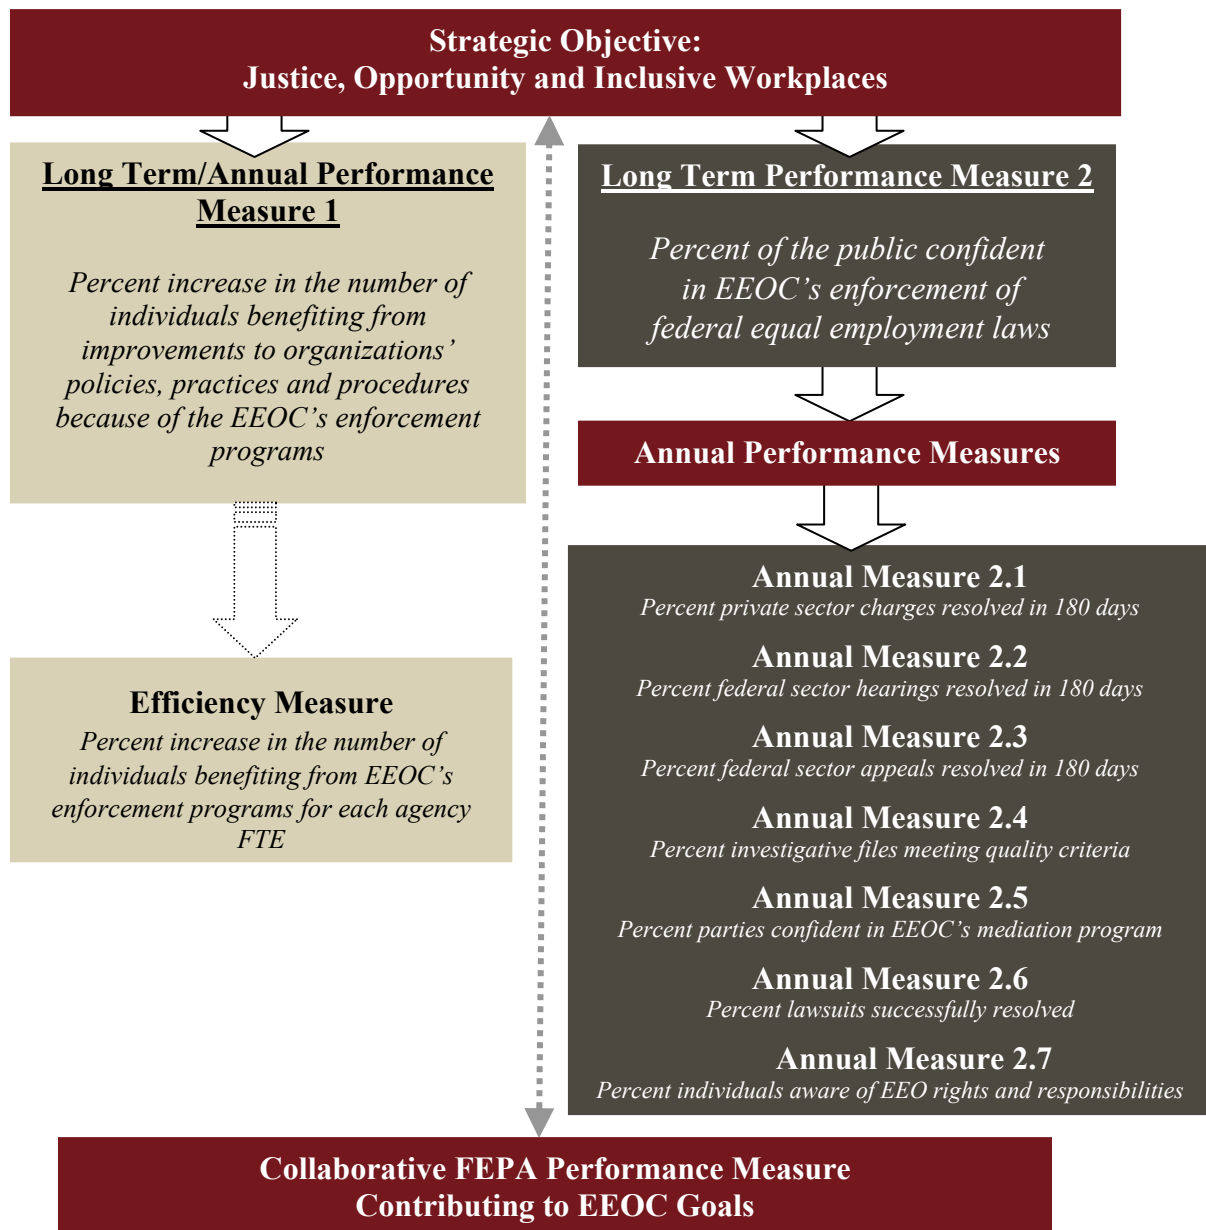 Strategic Objective:
Justice, Opportunity and Inclusive Workplaces
Long Term/Annual Performance
Measure 1
Percent increase in the number of
individuals benefiting from
improvements to organizations’
policies, practices and procedures
because of the EEOC’s enforcement
programs
Efficiency Measure
Percent increase in the number of
individuals benefiting from EEOC’s
enforcement programs for each agency
FTE
Long Term Performance Measure 2
Percent of the public confident
in EEOC’s enforcement of
federal equal employment laws
Annual Performance Measures
Annual Measure 2.1
Percent private sector charges resolved in 180 days
Annual Measure 2.2
Percent federal sector hearings resolved in 180 days
Annual Measure 2.3
Percent federal sector appeals resolved in 180 days
Annual Measure 2.4
Percent investigative files meeting quality criteria
Annual Measure 2.5
Percent parties confident in EEOC’s mediation program
Annual Measure 2.6
Percent lawsuits successfully resolved
Annual Measure 2.7
Percent individuals aware of EEO rights and responsibilities
Collaborative FEPA Performance Measure
Contributing to EEOC Goals